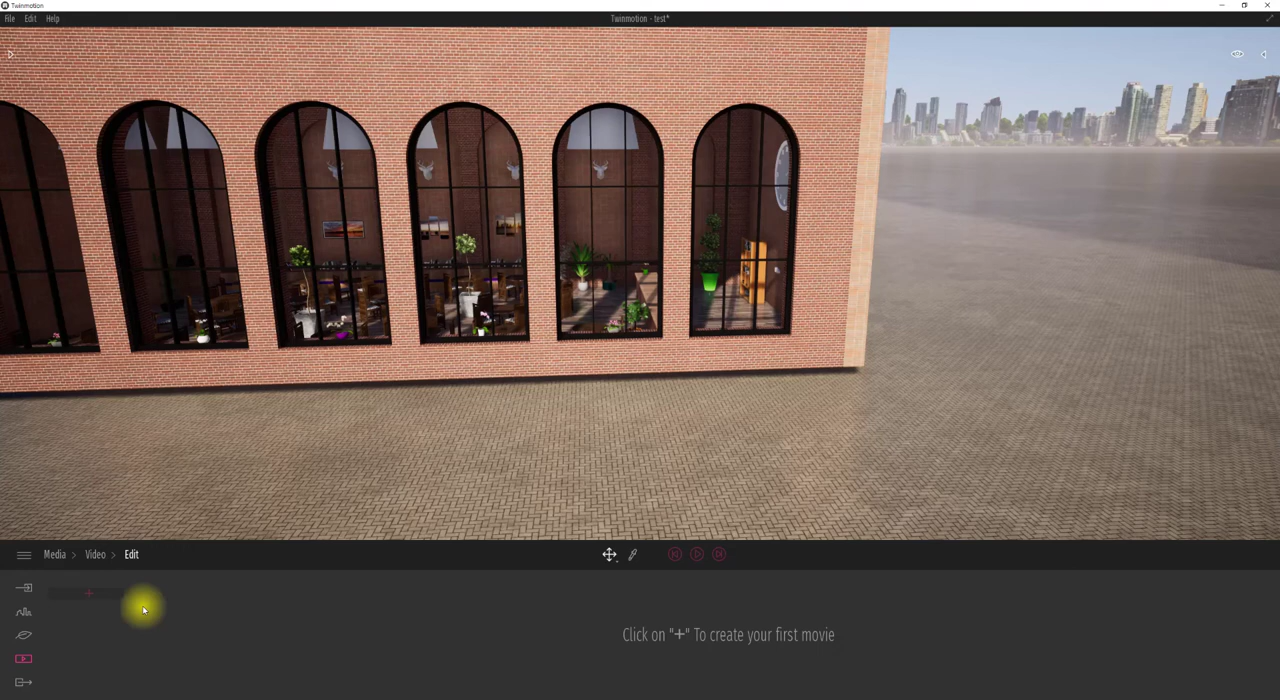 Twinmotion
File Edit Help
Twinmotion - test*
Media > Video > Edit
Click on "+" To create your first movie